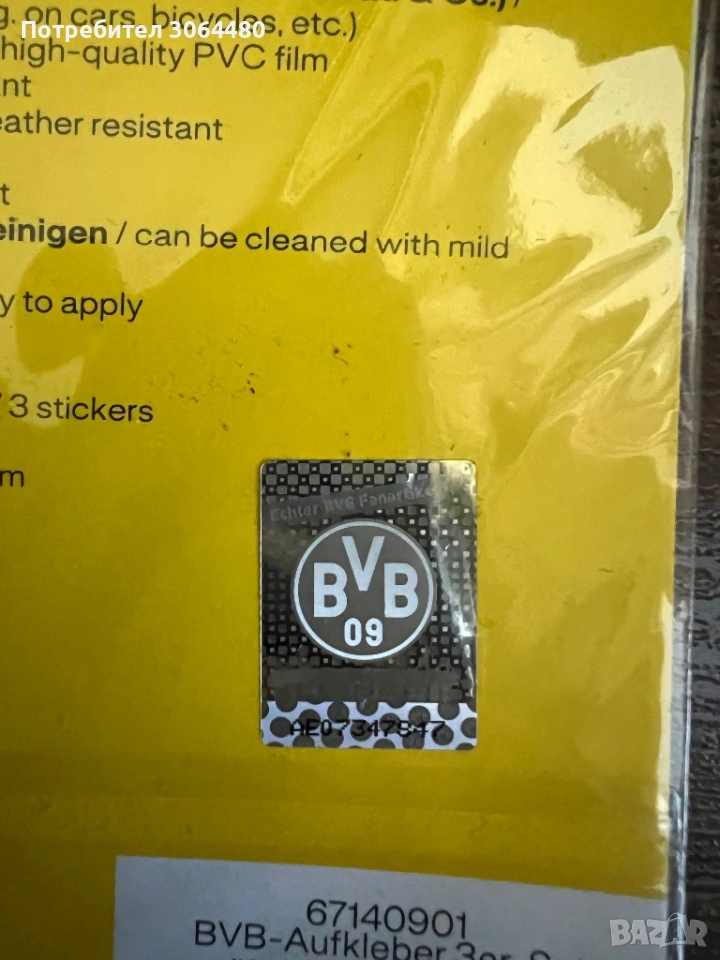 Потребител 3064480
g. on cars, bicycles, etc.)
high-quality PVC film
nt
eather resistant
t
einigen / can be cleaned with mild
y to apply
/ 3 stickers
m
Echter BVB Fanartikel
BVB
09
AE07347847
67140901
BVB-Aufkleber 3er
BAZAR